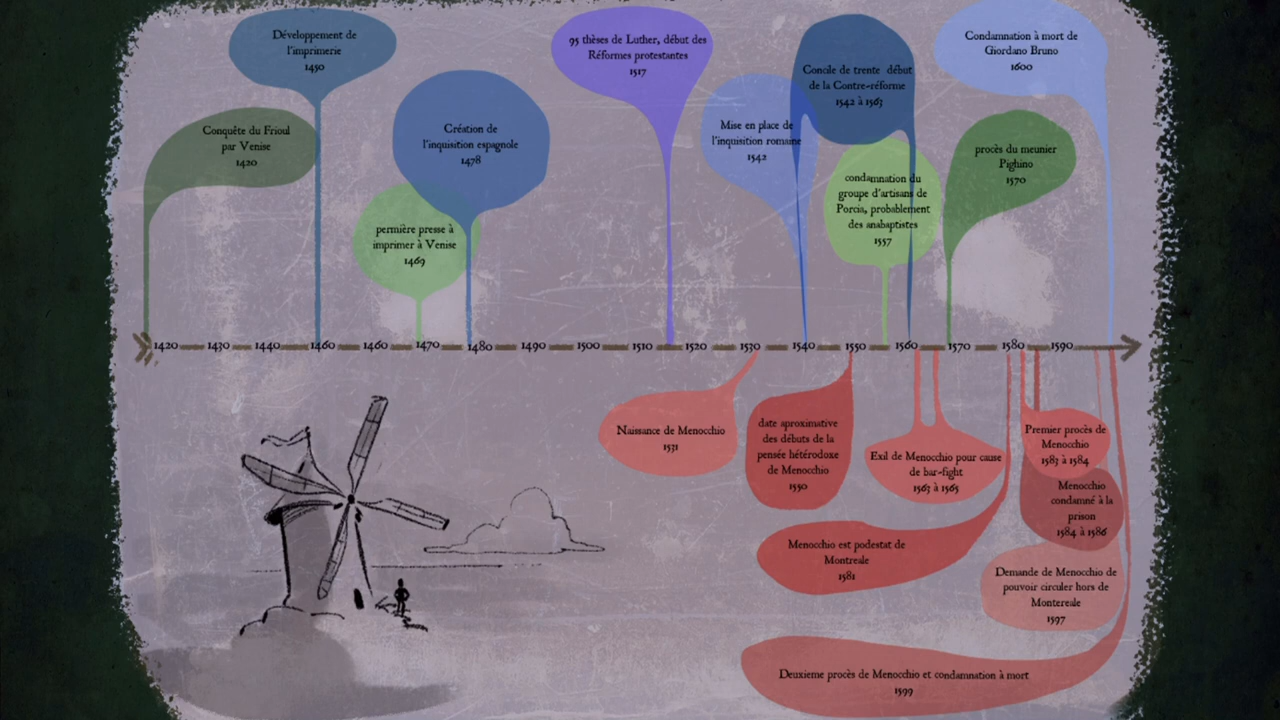 Développement de
l'imprimerie
1450
95 thèses de Luther, début des
Réformes protestantes
1517
Condamnation à mort de
Giordano Bruno
1600
Concile de trente début
de la Contre-réforme
1542 à 1563
Conquête du Frioul
par Venise
1420
Création de
l'inquisition espagnole
1478
Mise en place de
l'inquisition romaine
1542
procès du meunier
Pighino
1570
condamnation du
groupe d'artisans de
Porcia, probablement
des anabaptistes
1557
permière presse à
imprimer à Venise
1469
1420 1430 1440 1460 1460 1470 1480 1490 1500 1510 1520 1530 1540 1550 1560 1570 1580 1590
Naissance de Menocchio
1531
date aproximative
des débuts de la
pensée hétérodoxe
de Menocchio
1550
Exil de Menocchio pour cause
de bar-fight
1563 à 1565
Premier procès de
Menocchio
1583 à 1584
Menocchio
condamné à la
prison
1584 à 1586
Menocchio est podestat de
Montreale
1581
Demande de Menocchio de
pouvoir circuler hors de
Montereale
1597
Deuxieme procès de Menocchio et condamnation à mort
1599